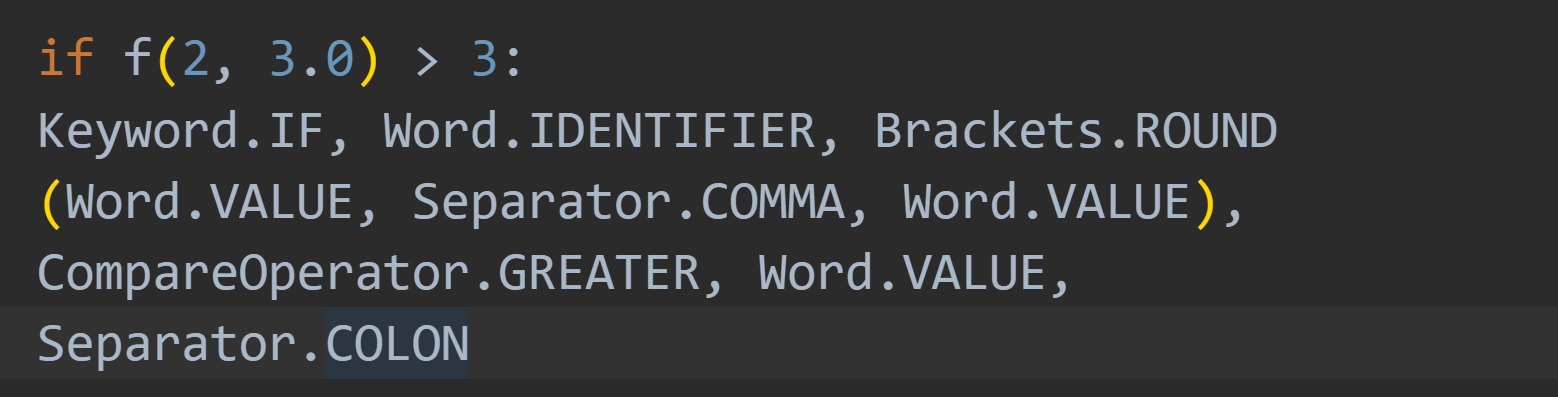 if f(2, 3.0) > 3:
Keyword.IF, Word.IDENTIFIER, Brackets.ROUND
(Word.VALUE, Separator.COMMA, Word.VALUE),
CompareOperator.GREATER, Word.VALUE,
Separator.COLON